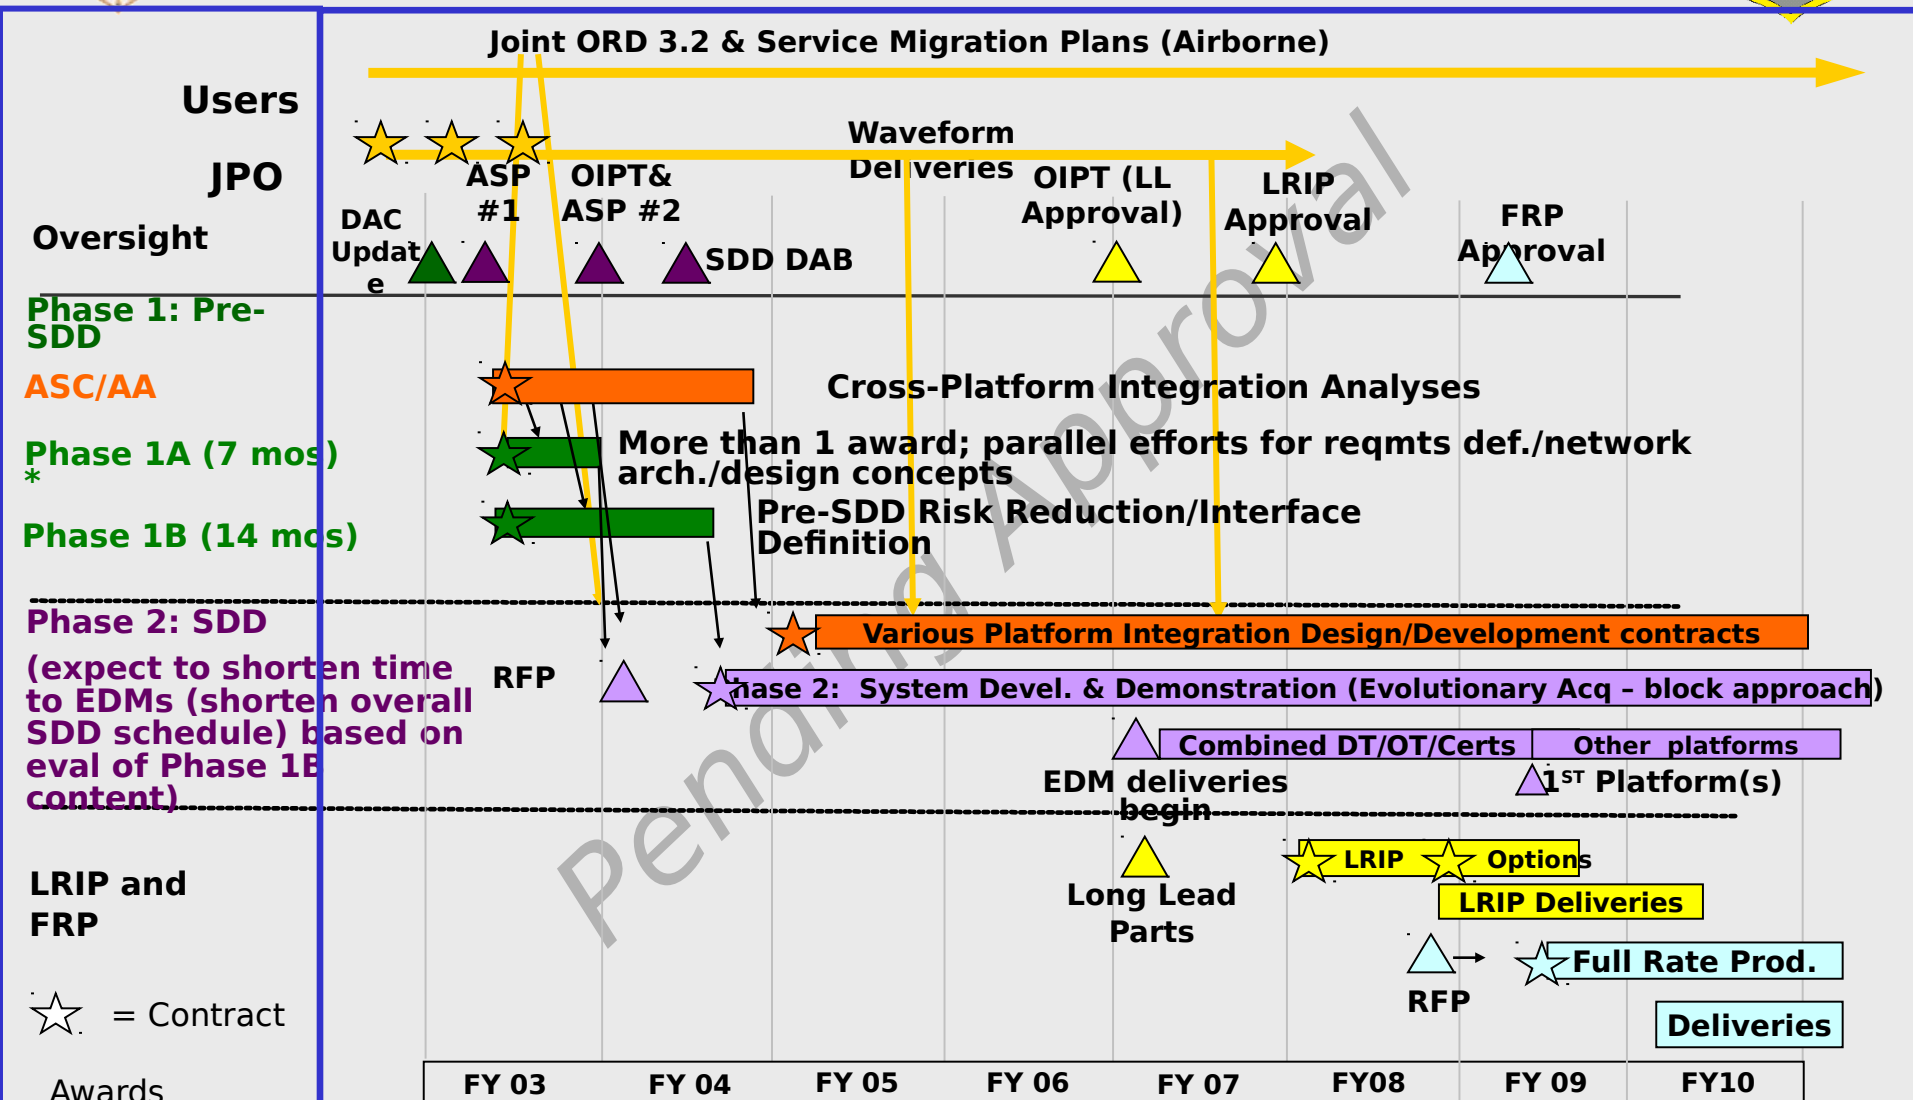 Joint ORD 3.2 & Service Migration Plans (Airborne)
Users
JPO
Waveform
Deliveries
Oversight
DAC
Updat
e
ASP
#1
OIPT&
ASP #2
SDD DAB
OIPT (LL
Approval)
LRIP
Approval
FRP
Approval
Phase 1: Pre-
SDD
ASC/AA
Cross-Platform Integration Analyses
Phase 1A (7 mos)
*
More than 1 award; parallel efforts for reqmts def./network
arch./design concepts
Phase 1B (14 mos)
Pre-SDD Risk Reduction/Interface
Definition
Pending Approval
Phase 2: SDD
(expect to shorten time
to EDMs (shorten overall
SDD schedule) based on
eval of Phase 1B
content)
Various Platform Integration Design/Development contracts
RFP
hase 2:  System Devel. & Demonstration (Evolutionary Acq – block approach)
Combined DT/OT/Certs
Other  platforms
EDM deliveries
begin
1ST Platform(s)
LRIP and
FRP
Long Lead
Parts
LRIP
Options
LRIP Deliveries
RFP
Full Rate Prod.
Deliveries
= Contract
Awards
FY 03
FY 04
FY 05
FY 06
FY 07
FY08
FY 09
FY10